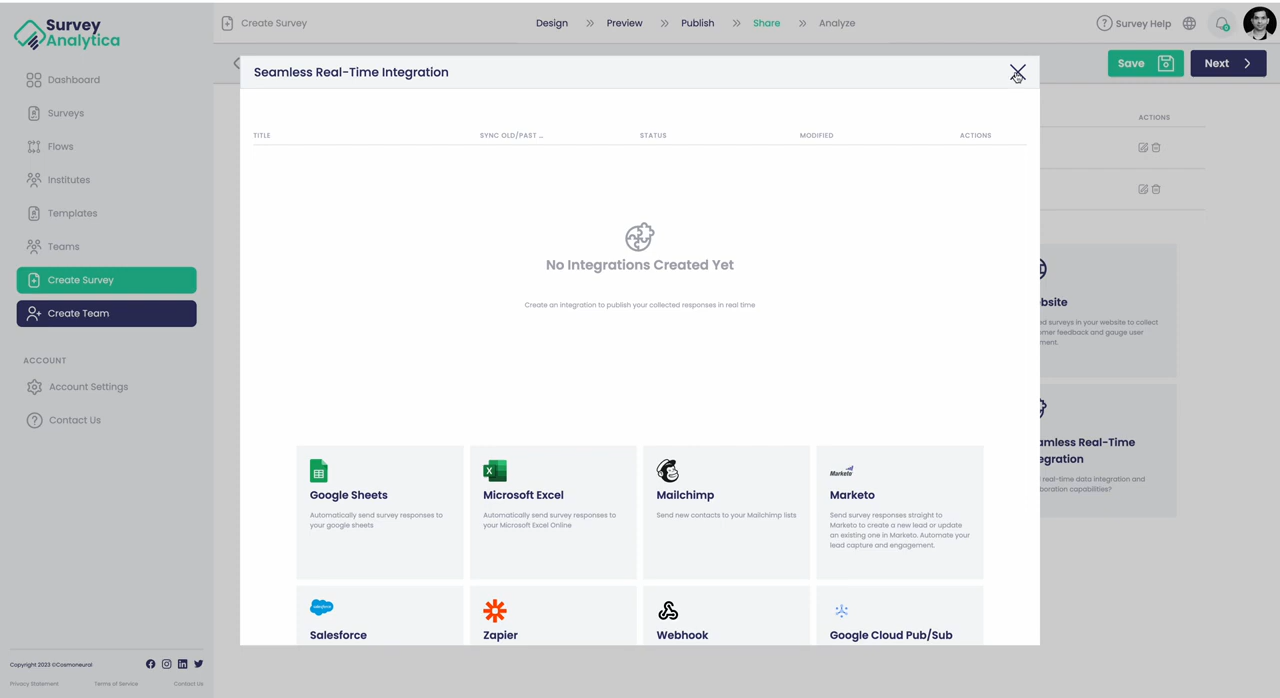 Survey
Analytica
Create Survey
Design
Preview
Publish
Share
Analyze
Survey Help
Dashboard
Surveys
Flows
Institutes
Templates
Teams
Create Survey
Create Team
ACCOUNT
Account Settings
Contact Us
Copyright 2023 ©Cosmoneural
Privacy Statement
Terms of Service
Contact Us
Save
Next
Seamless Real-Time Integration
TITLE
SYNC OLD/PAST ...
STATUS
MODIFIED
ACTIONS
No Integrations Created Yet
Create an integration to publish your collected responses in real time
Google Sheets
Automatically send survey responses to
your google sheets
Microsoft Excel
Automatically send survey responses to
your Microsoft Excel Online
Mailchimp
Send new contacts to your Mailchimp lists
Marketo
Marketo
Send survey responses straight to
Marketo to create a new lead or update
an existing one in Marketo. Automate your
lead capture and engagement.
salesforce
Salesforce
Zapier
Webhook
Google Cloud Pub/Sub
ACTIONS
bsite
ed surveys in your website to collect
omer feedback and gauge user
ment.
amless Real-Time
egration
real-time data integration and
boration capabilities?